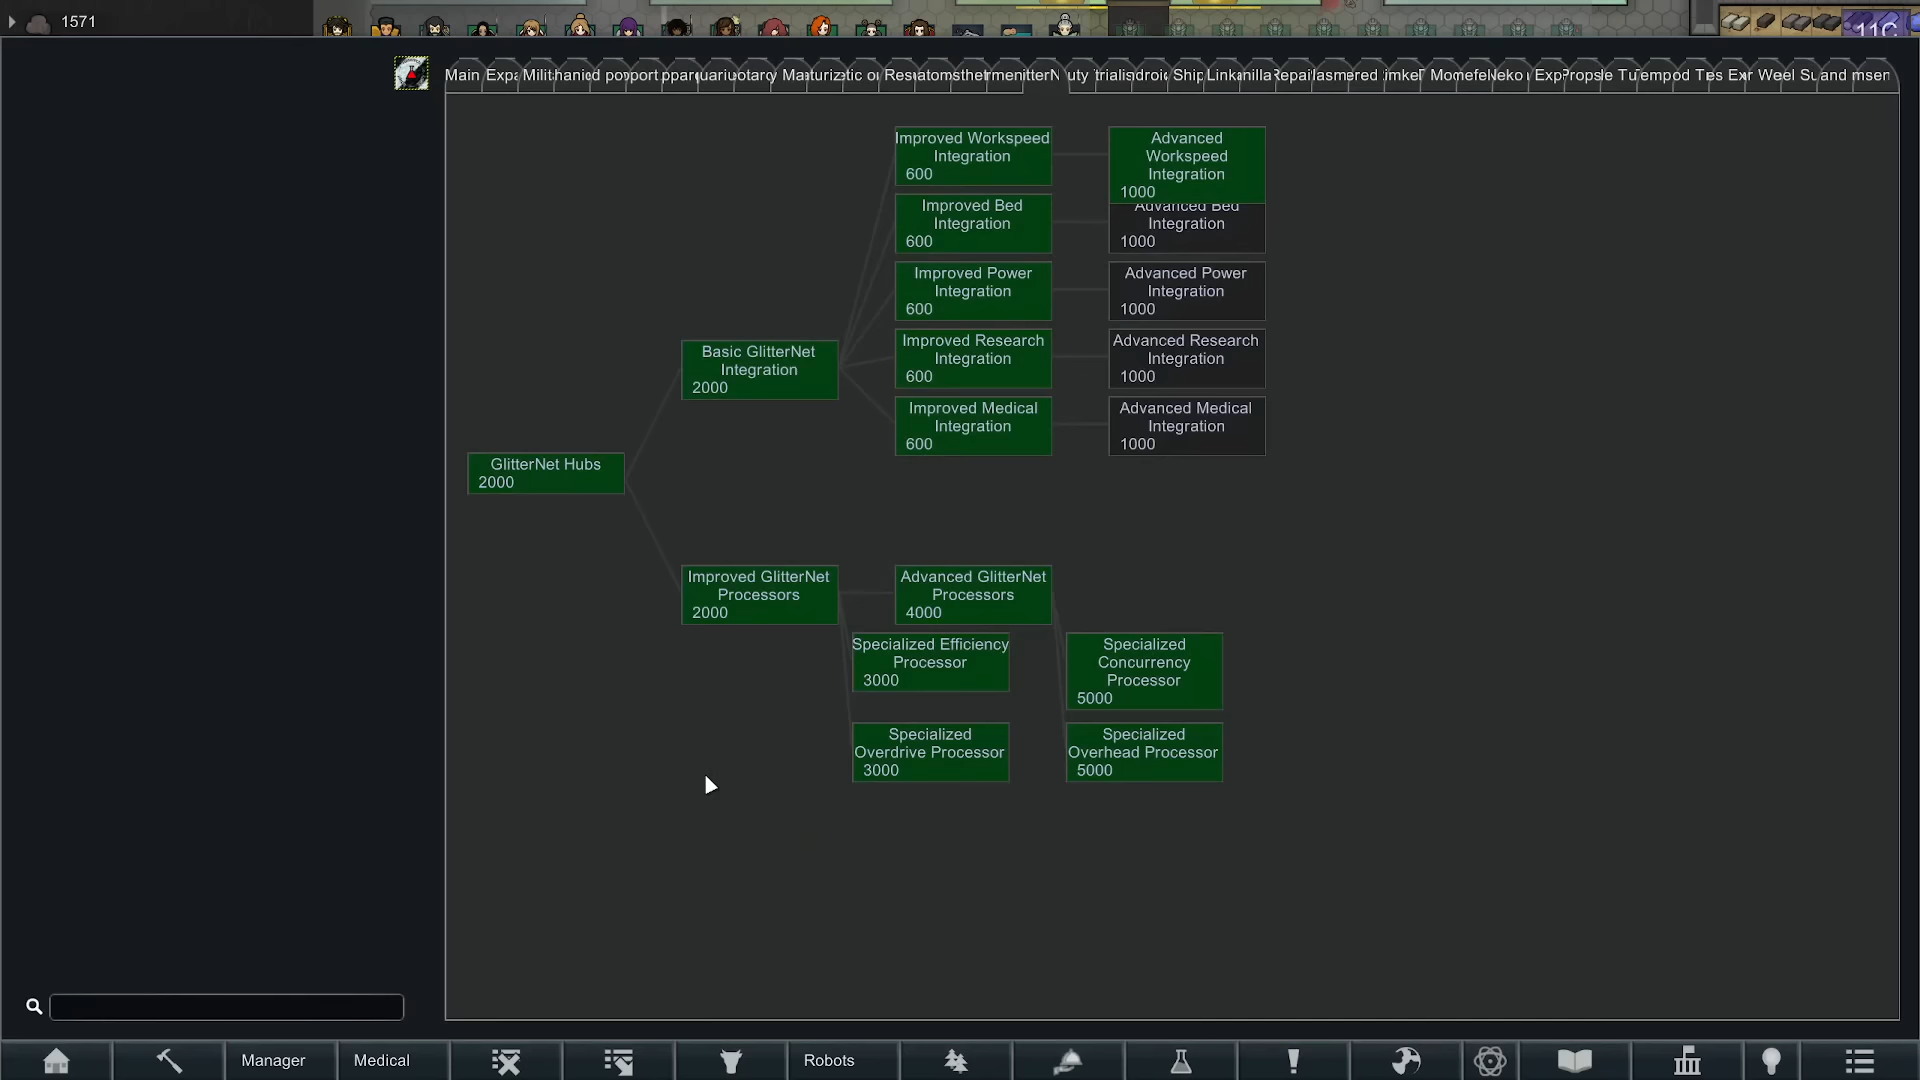 1571
11C
Main
GlitterNet Hubs
2000
Basic GlitterNet
Integration
2000
Improved Workspeed
Integration
600
Advanced
Workspeed
Integration
1000
Improved Bed
Integration
600
Advanced Bed
Integration
1000
Improved Power
Integration
600
Advanced Power
Integration
1000
Improved Research
Integration
600
Advanced Research
Integration
1000
Improved Medical
Integration
600
Advanced Medical
Integration
1000
Improved GlitterNet
Processors
2000
Advanced GlitterNet
Processors
4000
Specialized Efficiency
Processor
3000
Specialized
Concurrency
Processor
5000
Specialized
Overdrive Processor
3000
Specialized
Overhead Processor
5000
Manager
Medical
Robots